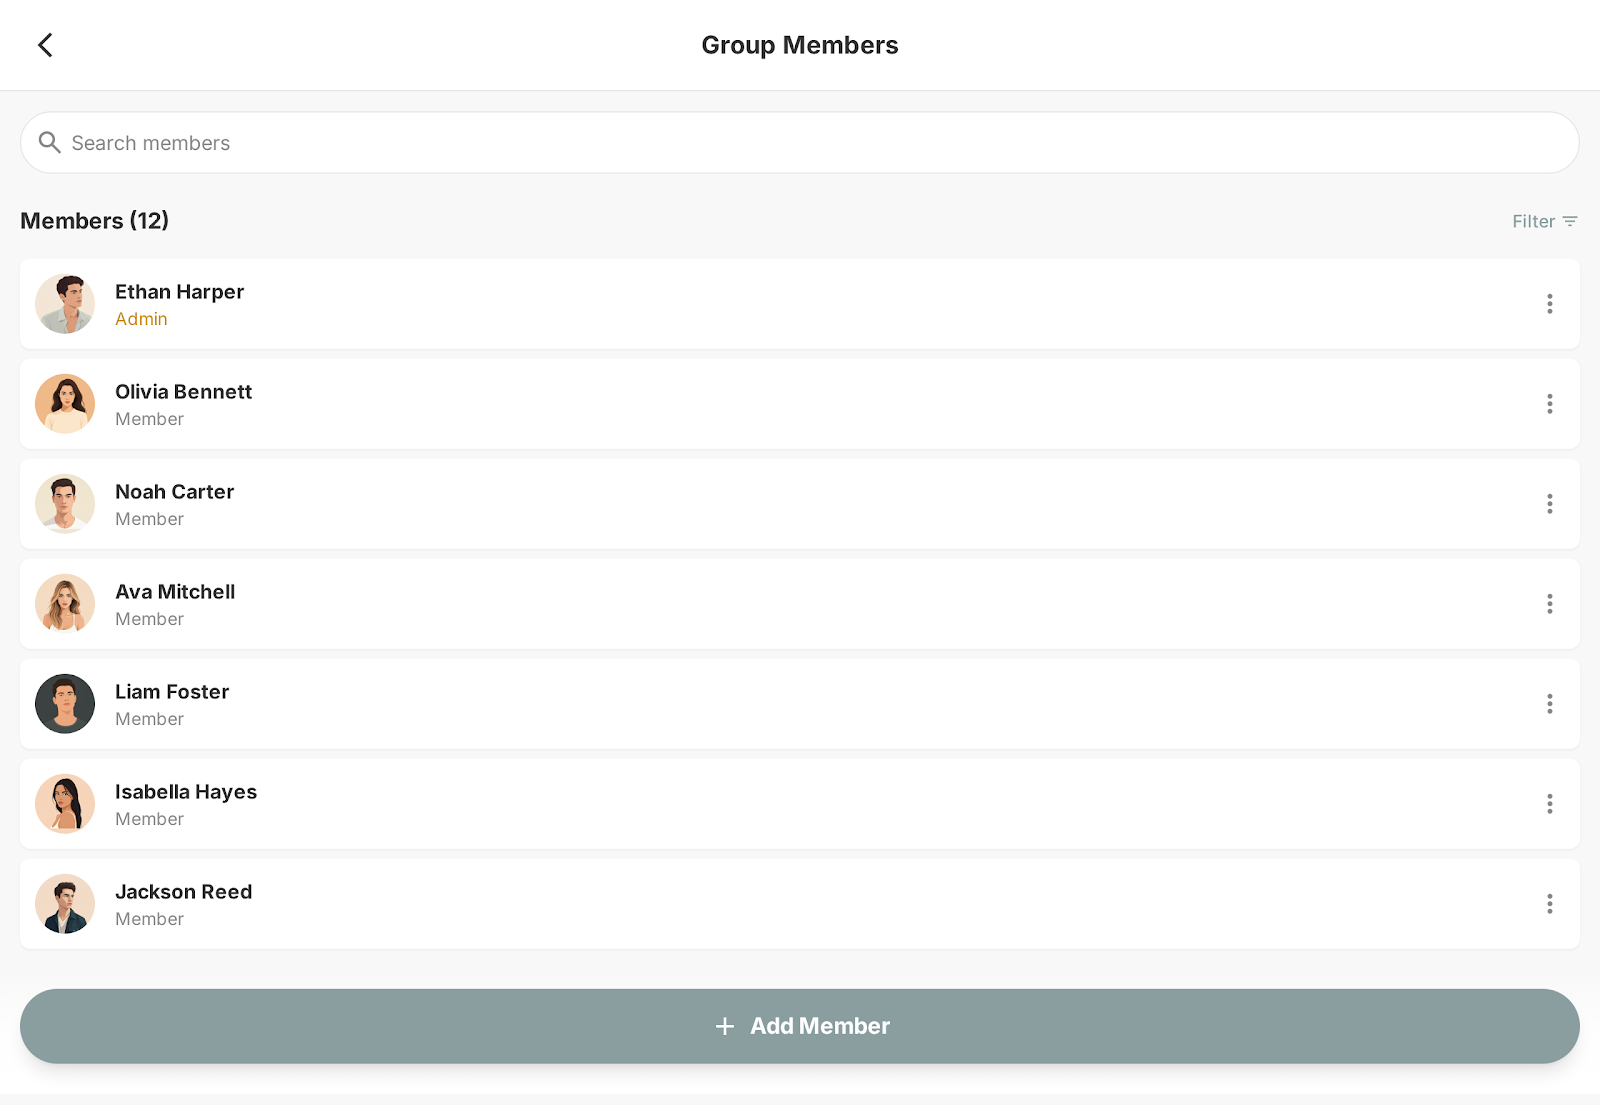 Group Members
Search members
Members (12)
Filter
Ethan Harper
Admin
Olivia Bennett
Member
Noah Carter
Member
Ava Mitchell
Member
Liam Foster
Member
Isabella Hayes
Member
Jackson Reed
Member
Add Member